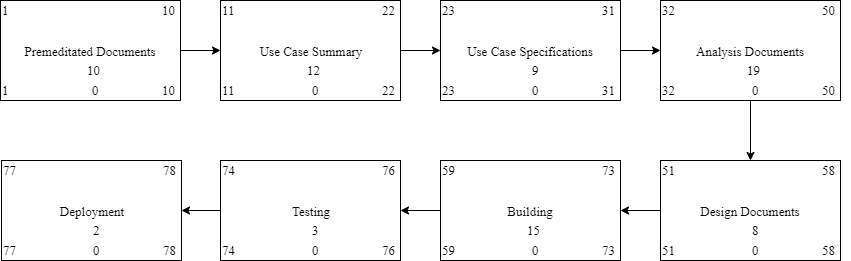 1 10 11 22 23 31 32 50
Premeditated Documents Use Case Summary Use Case Specifications Analysis Documents
10 12 9 19
1 0 10 11 0 22 23 0 31 32 0 50
77 78 74 76 59 73 51 58
Deployment Testing Building Design Documents
2 3 15 8
77 0 78 74 0 76 59 0 73 51 0 58